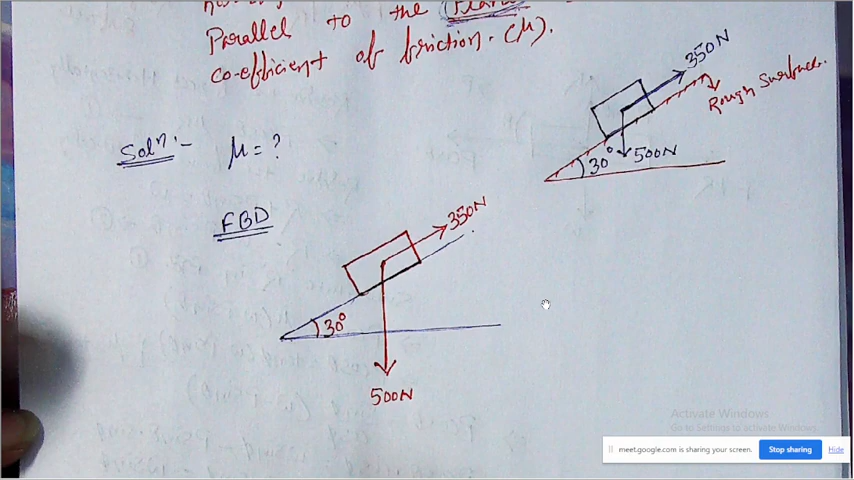 Parallel to the Plane
co-efficient of friction. (μ).
350N
Rough Surface.
30° 500N
Solⁿ:- μ = ?
FBD
350N
30°
500N
Activate Windows
Go to Settings to activate Windows.
meet.google.com is sharing your screen. Stop sharing Hide